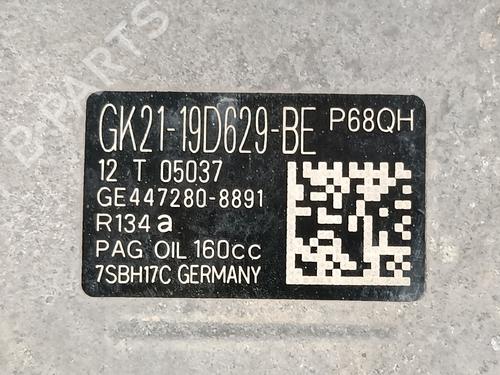 GK21-19D629-BE P68QH
12 T 05037
GE447280-8891
R134a
PAG OIL 160cc
7SBH17C GERMANY
B-PARTS